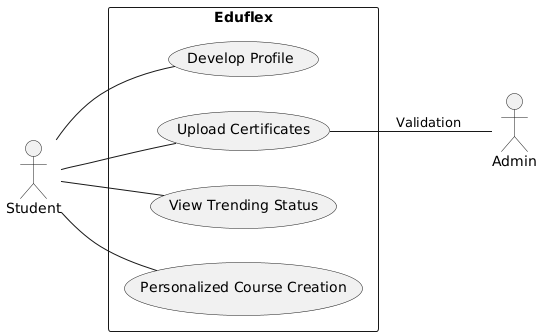 Eduflex
Develop Profile
Upload Certificates
Validation
Admin
Student
View Trending Status
Personalized Course Creation